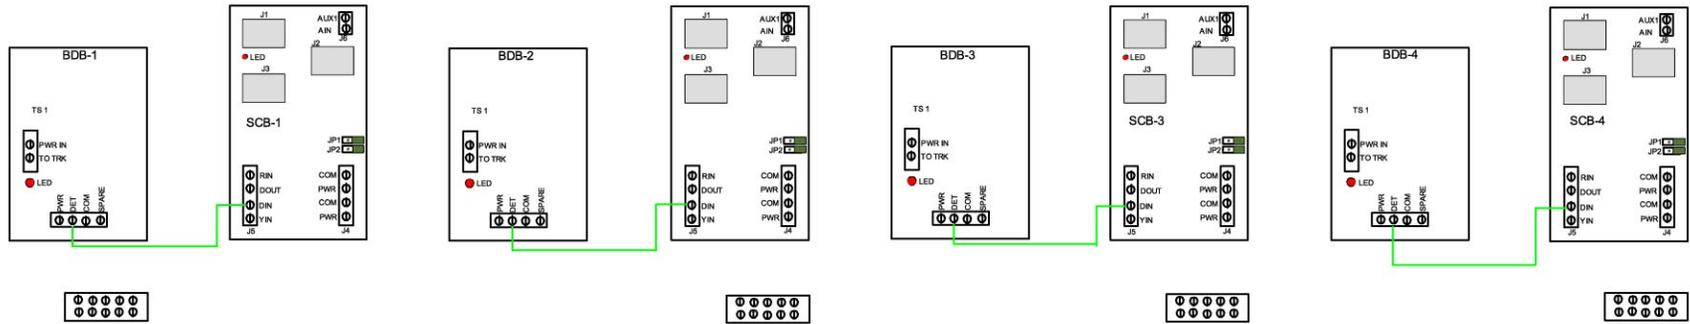 BDB-1
TS 1
PWR IN
TO TRK
LED
PWR
DET
COM
SPARE
J1
AUX1
AIN
J6
J2
LED
J3
SCB-1
JP1
JP2
RIN
DOUT
DIN
YIN
J5
COM
PWR
COM
PWR
J4
BDB-2
TS 1
PWR IN
TO TRK
LED
PWR
DET
COM
SPARE
J1
AUX1
AIN
J6
J2
LED
J3
JP1
JP2
RIN
DOUT
DIN
YIN
J5
COM
PWR
COM
PWR
J4
BDB-3
TS 1
PWR IN
TO TRK
LED
PWR
DET
COM
SPARE
J1
AUX1
AIN
J6
J2
LED
J3
SCB-3
JP1
JP2
RIN
DOUT
DIN
YIN
J5
COM
PWR
COM
PWR
J4
BDB-4
TS 1
PWR IN
TO TRK
LED
PWR
DET
COM
SPARE
J1
AUX1
AIN
J6
J2
LED
J3
SCB-4
JP1
JP2
RIN
DOUT
DIN
YIN
J5
COM
PWR
COM
PWR
J4